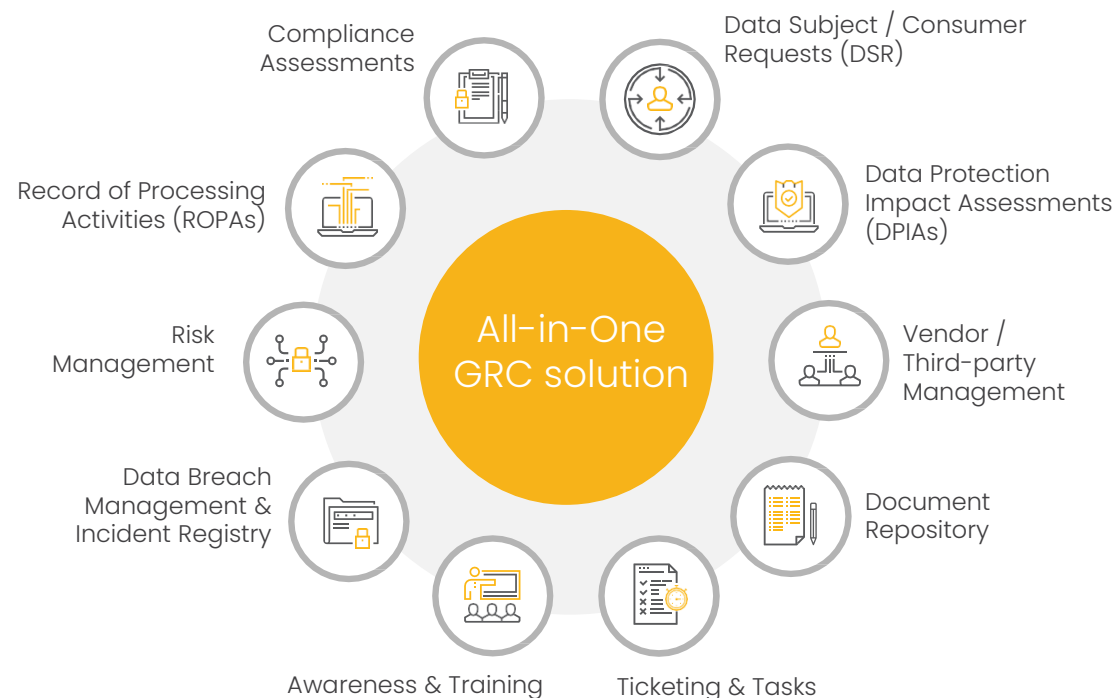 Compliance
Assessments
Data Subject / Consumer
Requests (DSR)
Record of Processing
Activities (ROPAs)
Data Protection
Impact Assessments
(DPIAs)
All-in-One
GRC solution
Risk
Management
Vendor /
Third-party
Management
Data Breach
Management &
Incident Registry
Document
Repository
Awareness & Training
Ticketing & Tasks